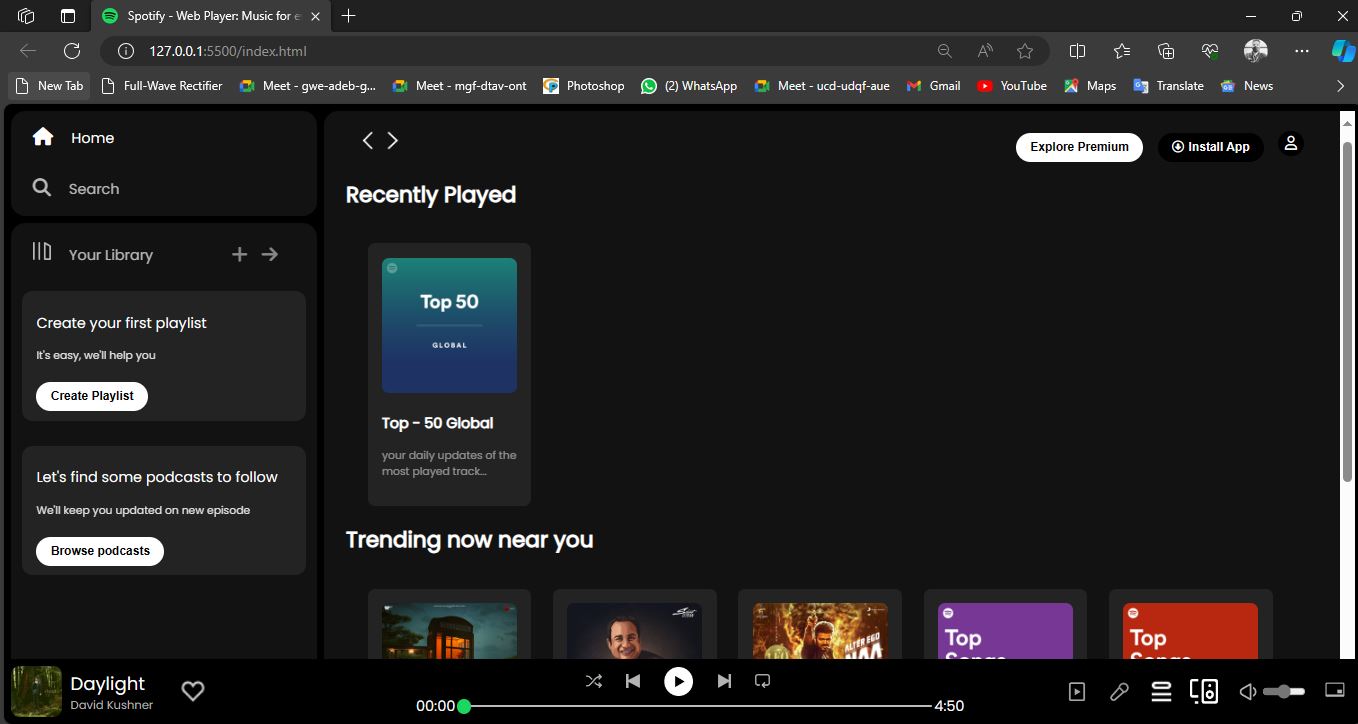 Spotify - Web Player: Music for e
127.0.0.1:5500/index.html
New Tab
Full-Wave Rectifier
Meet - gwe-adeb-g...
Meet - mgf-dtav-ont
Photoshop
(2) WhatsApp
Meet - ucd-udqf-aue
Gmail
YouTube
Maps
Translate
News
Home
Search
Your Library
Create your first playlist
It's easy, we'll help you
Create Playlist
Let's find some podcasts to follow
We'll keep you updated on new episode
Browse podcasts
Explore Premium
Install App
Recently Played
Top 50
GLOBAL
Top - 50 Global
your daily updates of the
most played track...
Trending now near you
ALTER EGO
NAA
Top
Songs
Top
Songs
Daylight
David Kushner
00:00
4:50